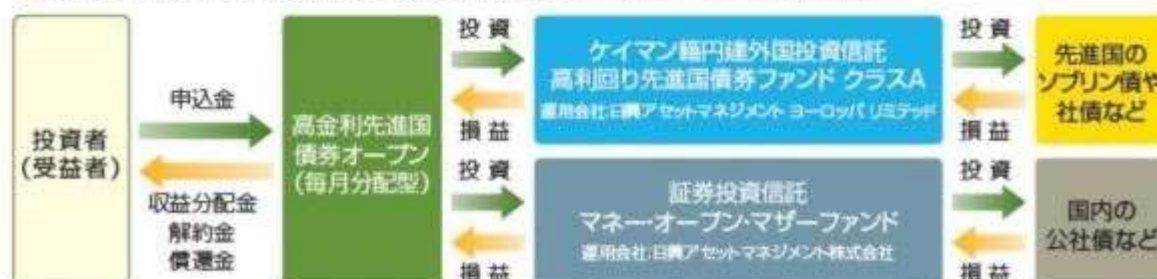 投資者
(受益者)
申込金
収益分配金
解約金
償還金
高金利先進国
債券オープン
(毎月分配型)
投資
損益
投資
損益
ケイマン籍円建外国投資信託
高利回り先進国債券ファンド クラスA
運用会社:日興アセットマネジメント ヨーロッパ リミテッド
証券投資信託
マネー・オープン・マザーファンド
運用会社:日興アセットマネジメント株式会社
投資
損益
投資
損益
先進国の
ソブリン債や
社債など
国内の
公社債など